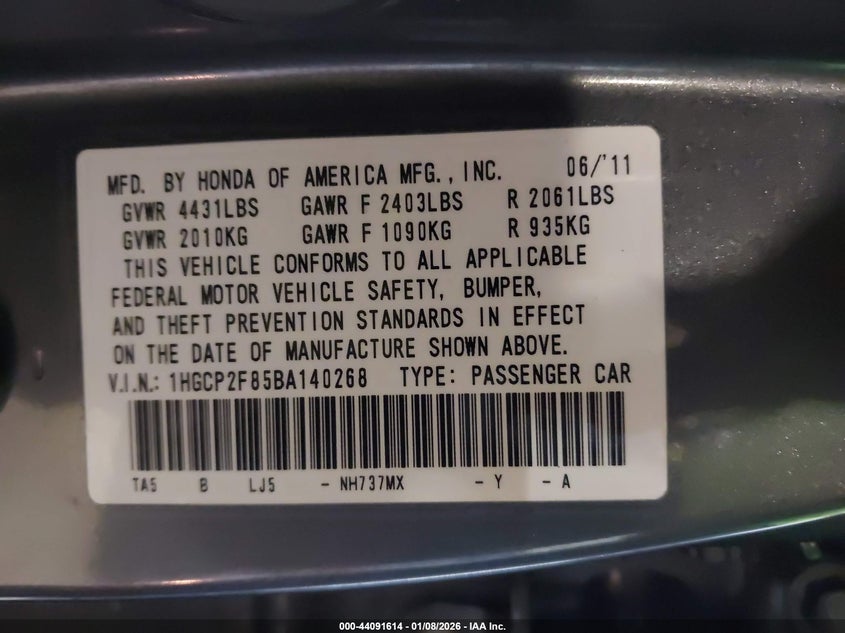 MFD. BY HONDA OF AMERICA MFG., INC. 06/'11
GVWR 4431LBS GAWR F 2403LBS R 2061LBS
GVWR 2010KG GAWR F 1090KG R 935KG
THIS VEHICLE CONFORMS TO ALL APPLICABLE
FEDERAL MOTOR VEHICLE SAFETY, BUMPER,
AND THEFT PREVENTION STANDARDS IN EFFECT
ON THE DATE OF MANUFACTURE SHOWN ABOVE.
V.I.N.: 1HGCP2F85BA140268 TYPE: PASSENGER CAR
TA5 B LJ5 - NH737MX - Y - A
000-44091614 - 01/08/2026 - IAA Inc.